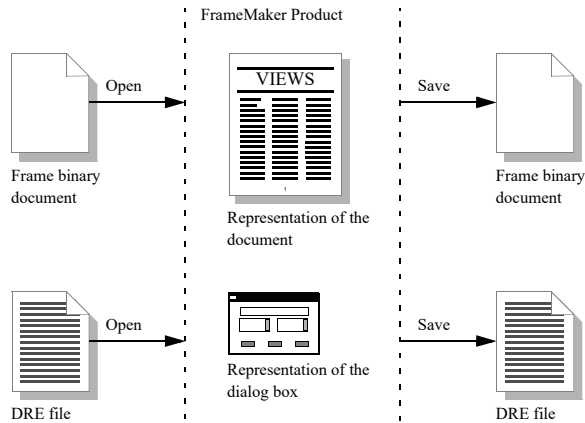 FrameMaker Product
Open
VIEWS
Save
1
Frame binary
document
Representation of the
document
Frame binary
document
Open
Save
Representation of the
dialog box
DRE file
DRE file